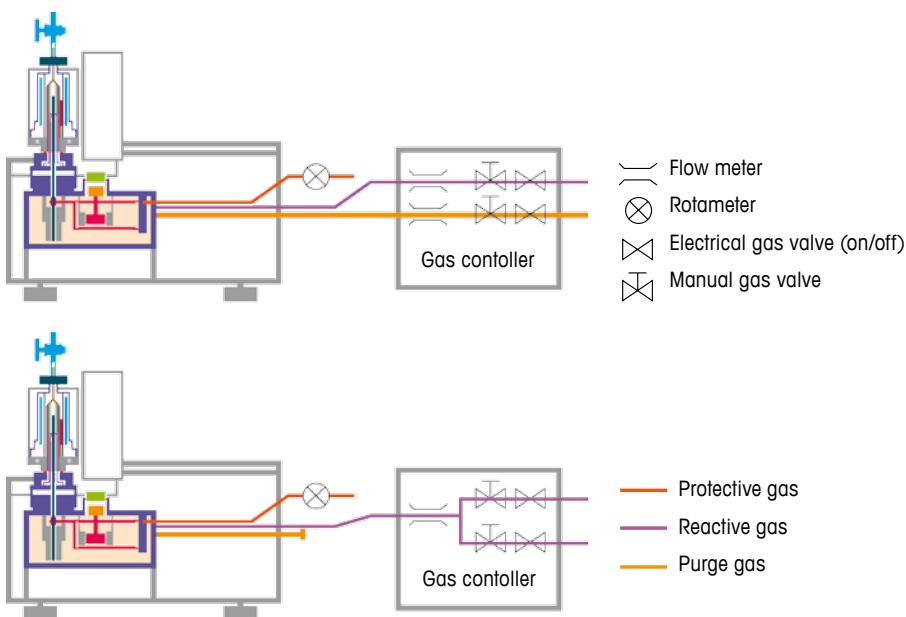 Flow meter
Rotameter
Electrical gas valve (on/off)
Manual gas valve
Gas contoller
Protective gas
Reactive gas
Purge gas
Gas contoller